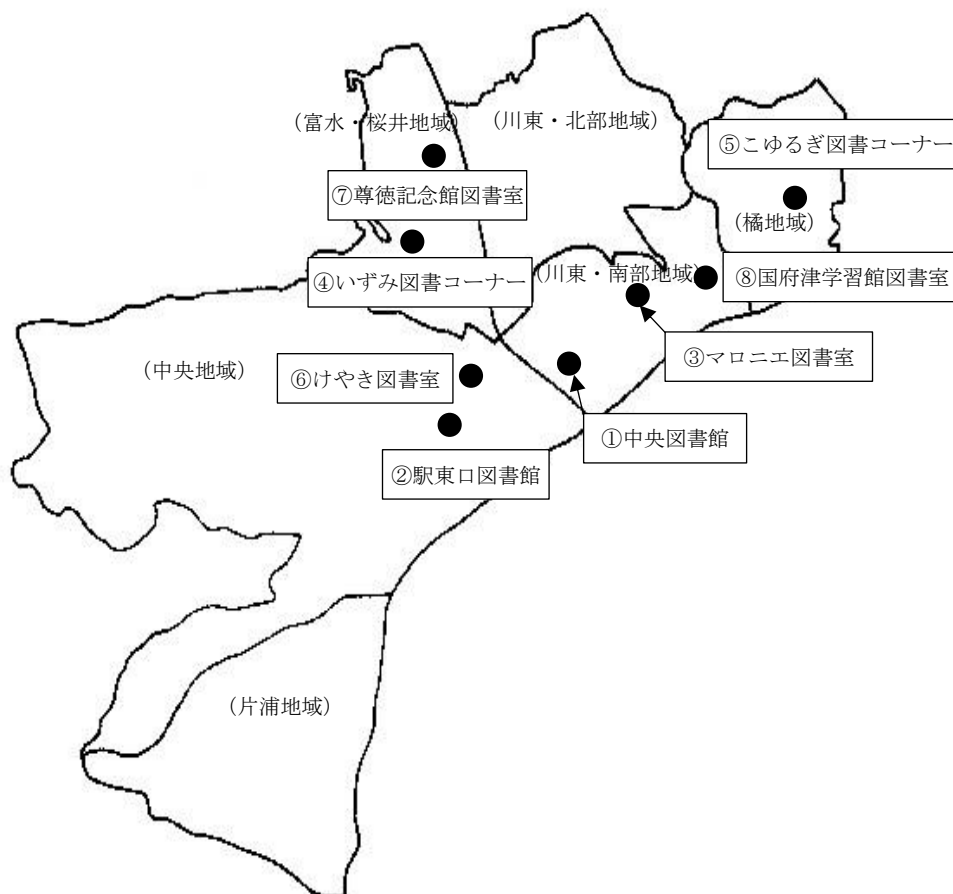 （富水・桜井地域）
（川東・北部地域）
⑤こゆるぎ図書コーナー
⑦尊徳記念館図書室
（橘地域）
④いずみ図書コーナー
（川東・南部地域）
⑧国府津学習館図書室
（中央地域）
⑥けやき図書室
③マロニエ図書室
①中央図書館
②駅東口図書館
（片浦地域）